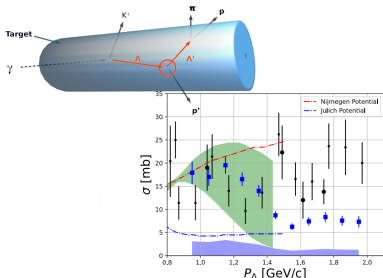 π⁻
p
K⁺
Target
Λ
Λ'
γ
p'
35
30
25
20
15
10
5
0
σ [mb]
Nijmegen Potential
Julich Potential
0.8 1.0 1.2 1.4 1.6 1.8 2.0
P_Λ [GeV/c]